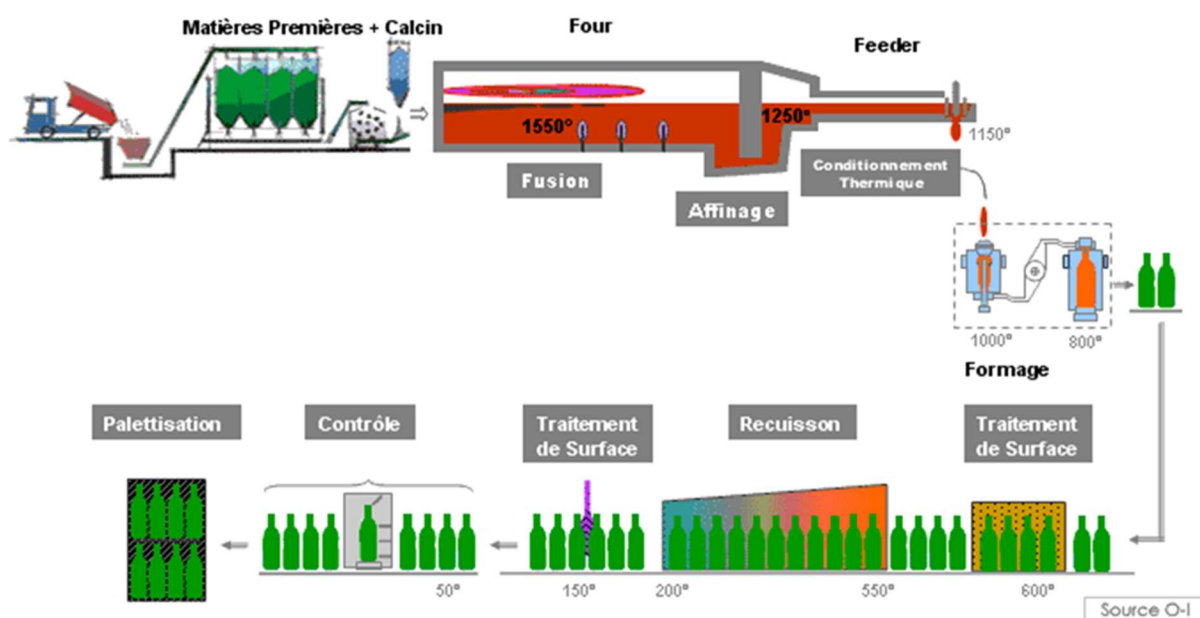 Matières Premières + Calcin
Four
Feeder
1550°
1250°
1150°
Fusion
Affinage
Conditionnement
Thermique
1000°
800°
Formage
Palettisation
Contrôle
Traitement
de Surface
Recuisson
Traitement
de Surface
50°
150°
200°
550°
600°
Source O-I